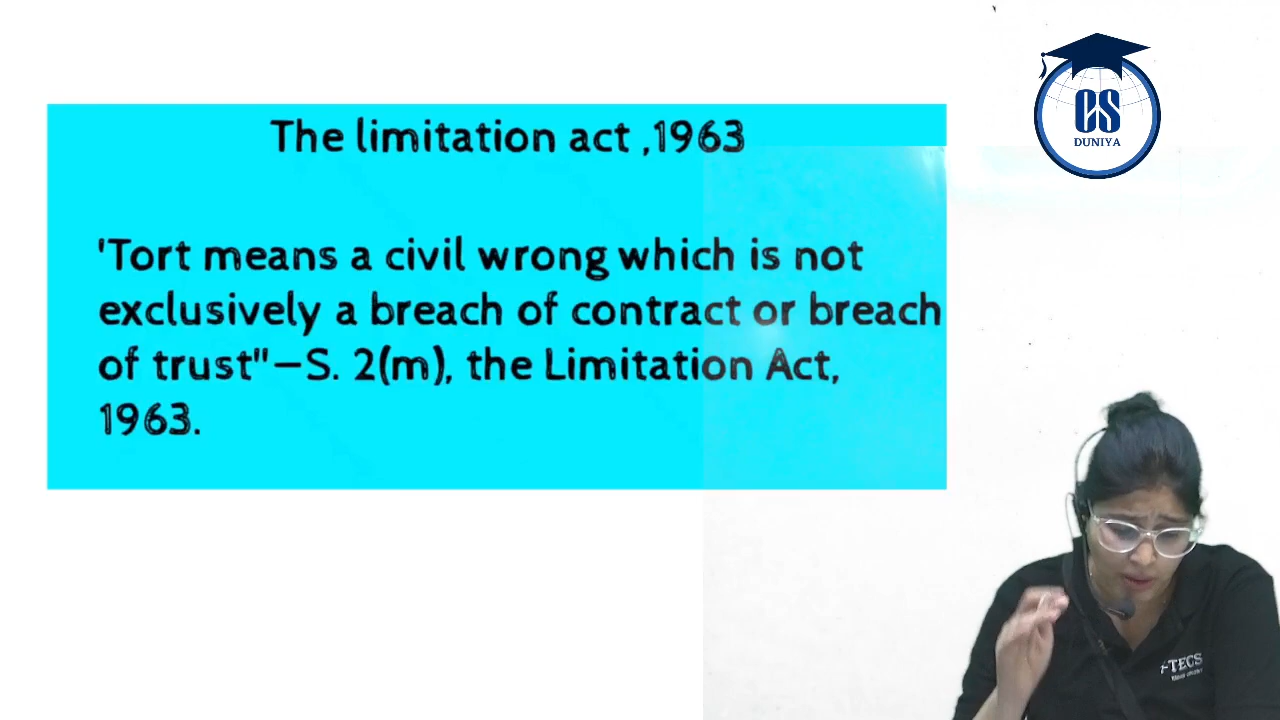 The limitation act ,1963
'Tort means a civil wrong which is not
exclusively a breach of contract or breach
of trust"—S. 2(m), the Limitation Act,
1963.
CS
DUNIYA
-TECS